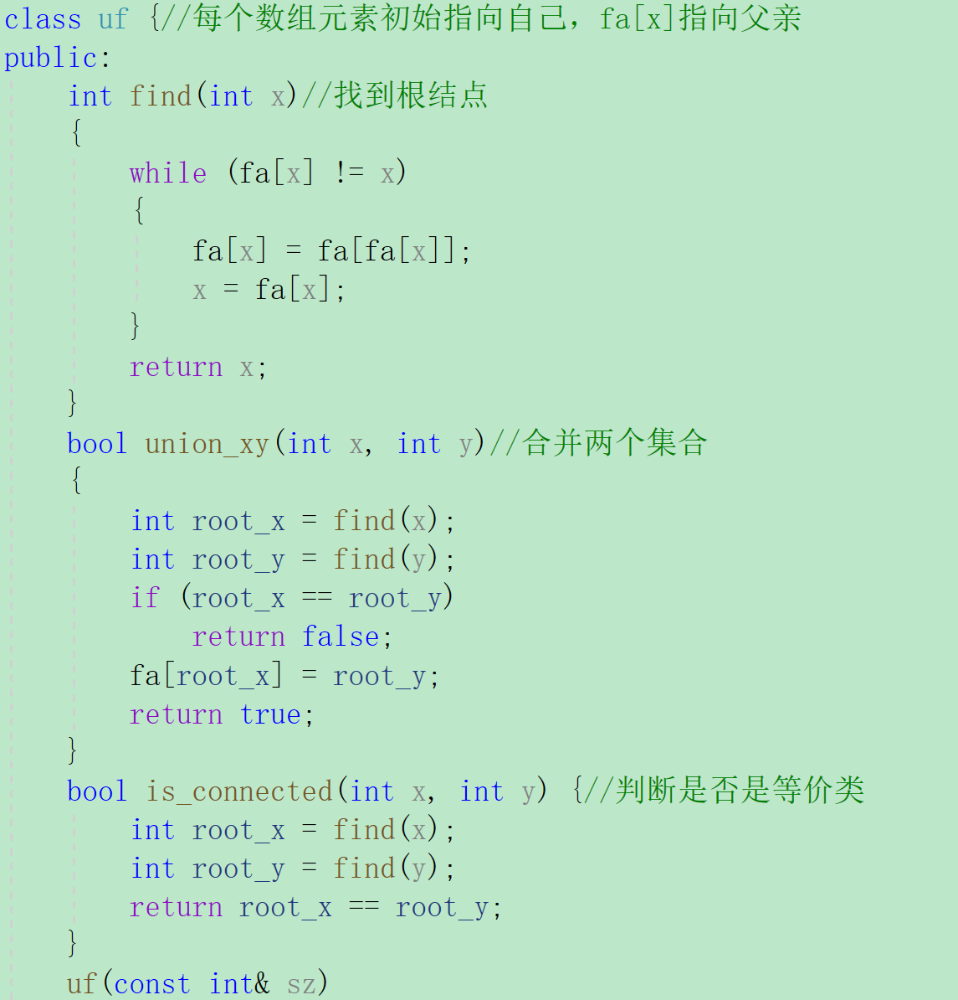 class uf {//每个数组元素初始指向自己，fa[x]指向父亲
public:
    int find(int x)//找到根结点
    {
        while (fa[x] != x)
        {
            fa[x] = fa[fa[x]];
            x = fa[x];
        }
        return x;
    }
    bool union_xy(int x, int y)//合并两个集合
    {
        int root_x = find(x);
        int root_y = find(y);
        if (root_x == root_y)
            return false;
        fa[root_x] = root_y;
        return true;
    }
    bool is_connected(int x, int y) {//判断是否是等价类
        int root_x = find(x);
        int root_y = find(y);
        return root_x == root_y;
    }
    uf(const int& sz)